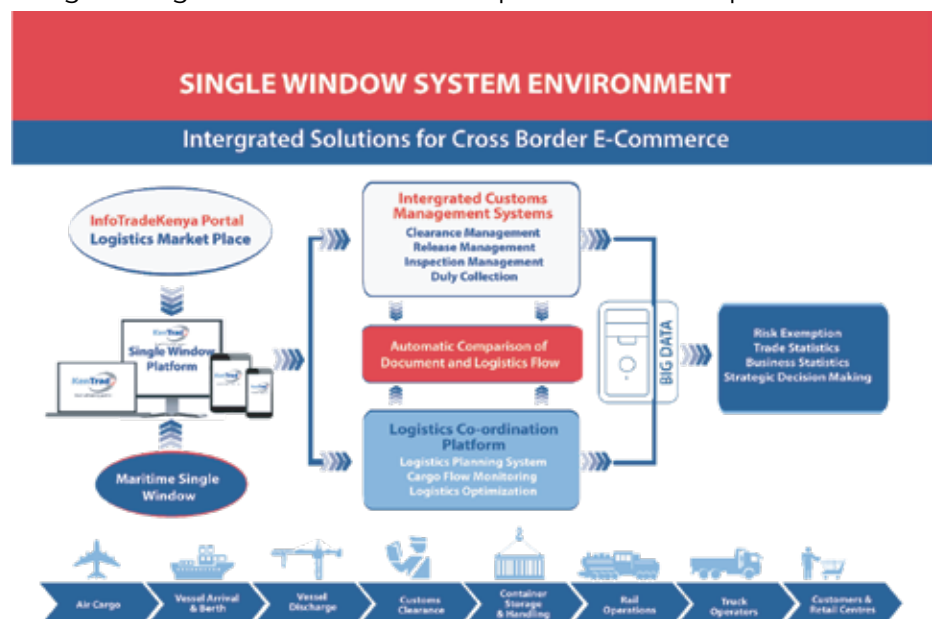 SINGLE WINDOW SYSTEM ENVIRONMENT
Intergrated Solutions for Cross Border E-Commerce
InfoTradeKenya Portal
Logistics Market Place
KenTrad
Single Window
Platform
KenTrad
KenTrad
Maritime Single
Window
Intergrated Customs
Management Systems
Clearance Management
Release Management
Inspection Management
Duly Collection
Automatic Comparison of
Document and Logistics Flow
Logistics Co-ordination
Platform
Logistics Planning System
Cargo Flow Monitoring
Logistics Optimization
BIG DATA
Risk Exemption
Trade Statistics
Business Statistics
Strategic Decision Making
Air Cargo
Vessel Arrival
& Berth
Vessel
Discharge
Customs
Clearance
Container
Storage
& Handling
Rail
Operations
Truck
Operators
Customers &
Retail Centres